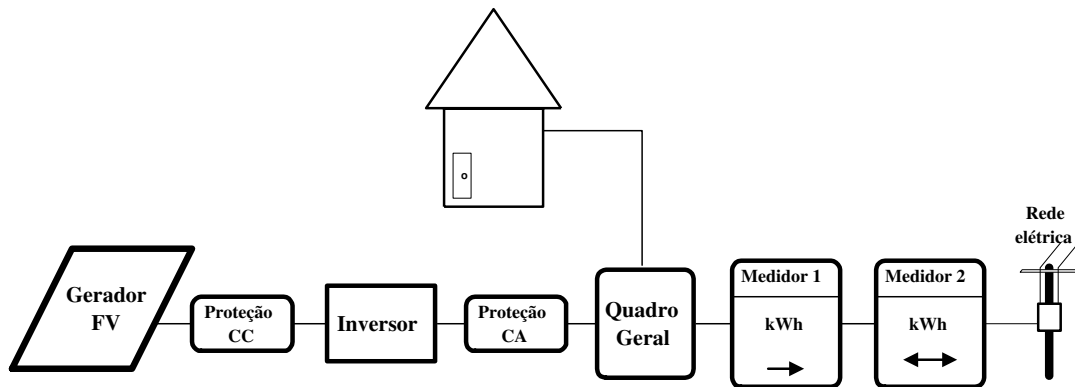 Rede
elétrica
Gerador
FV
Proteção
CC
Inversor
Proteção
CA
Quadro
Geral
Medidor 1
kWh
Medidor 2
kWh